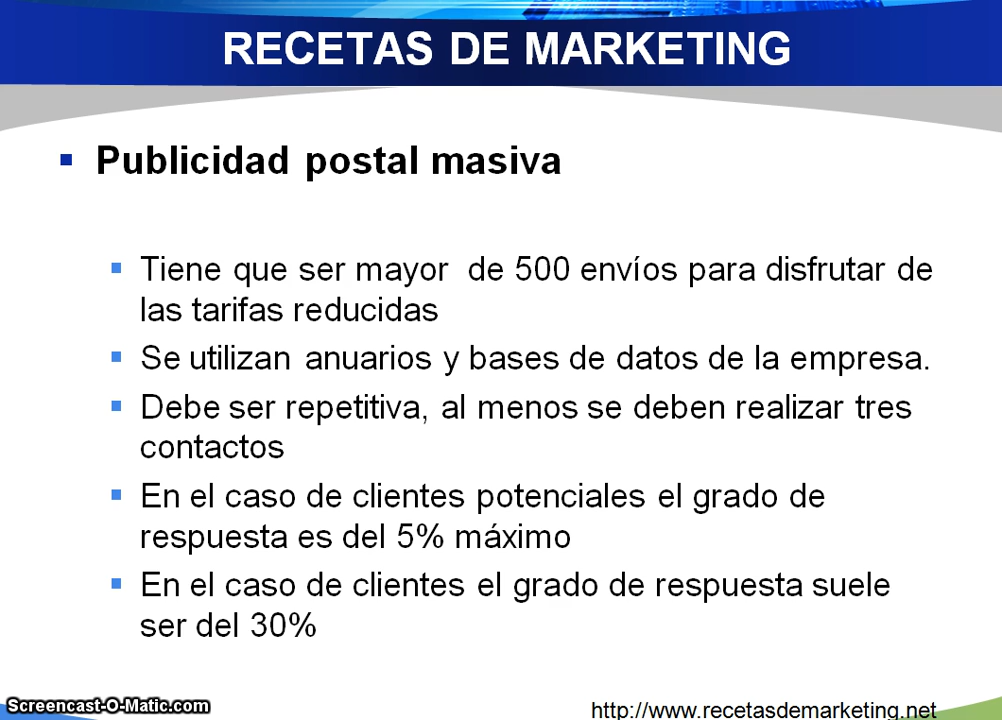 RECETAS DE MARKETING
Publicidad postal masiva
Tiene que ser mayor de 500 envíos para disfrutar de
las tarifas reducidas
Se utilizan anuarios y bases de datos de la empresa.
Debe ser repetitiva, al menos se deben realizar tres
contactos
En el caso de clientes potenciales el grado de
respuesta es del 5% máximo
En el caso de clientes el grado de respuesta suele
ser del 30%
Screencast-O-Matic.com
http://www.recetasdemarketing.net